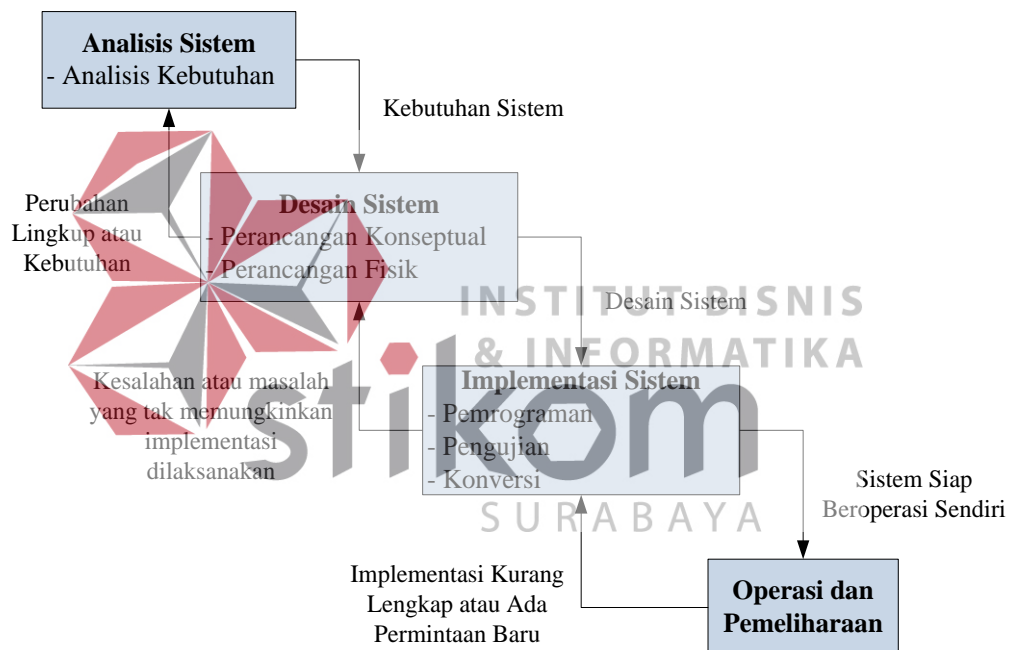 Analisis Sistem
- Analisis Kebutuhan
Kebutuhan Sistem
Perubahan
Lingkup atau
Kebutuhan
Desain Sistem
- Perancangan Konseptual
- Perancangan Fisik
Desain Sistem
INSTITUT BISNIS
& INFORMATIKA
stikom
SURABAYA
Kesalahan atau masalah
yang tak memungkinkan
implementasi
dilaksanakan
Implementasi Sistem
- Pemrograman
- Pengujian
- Konversi
Sistem Siap
Beroperasi Sendiri
Implementasi Kurang
Lengkap atau Ada
Permintaan Baru
Operasi dan
Pemeliharaan